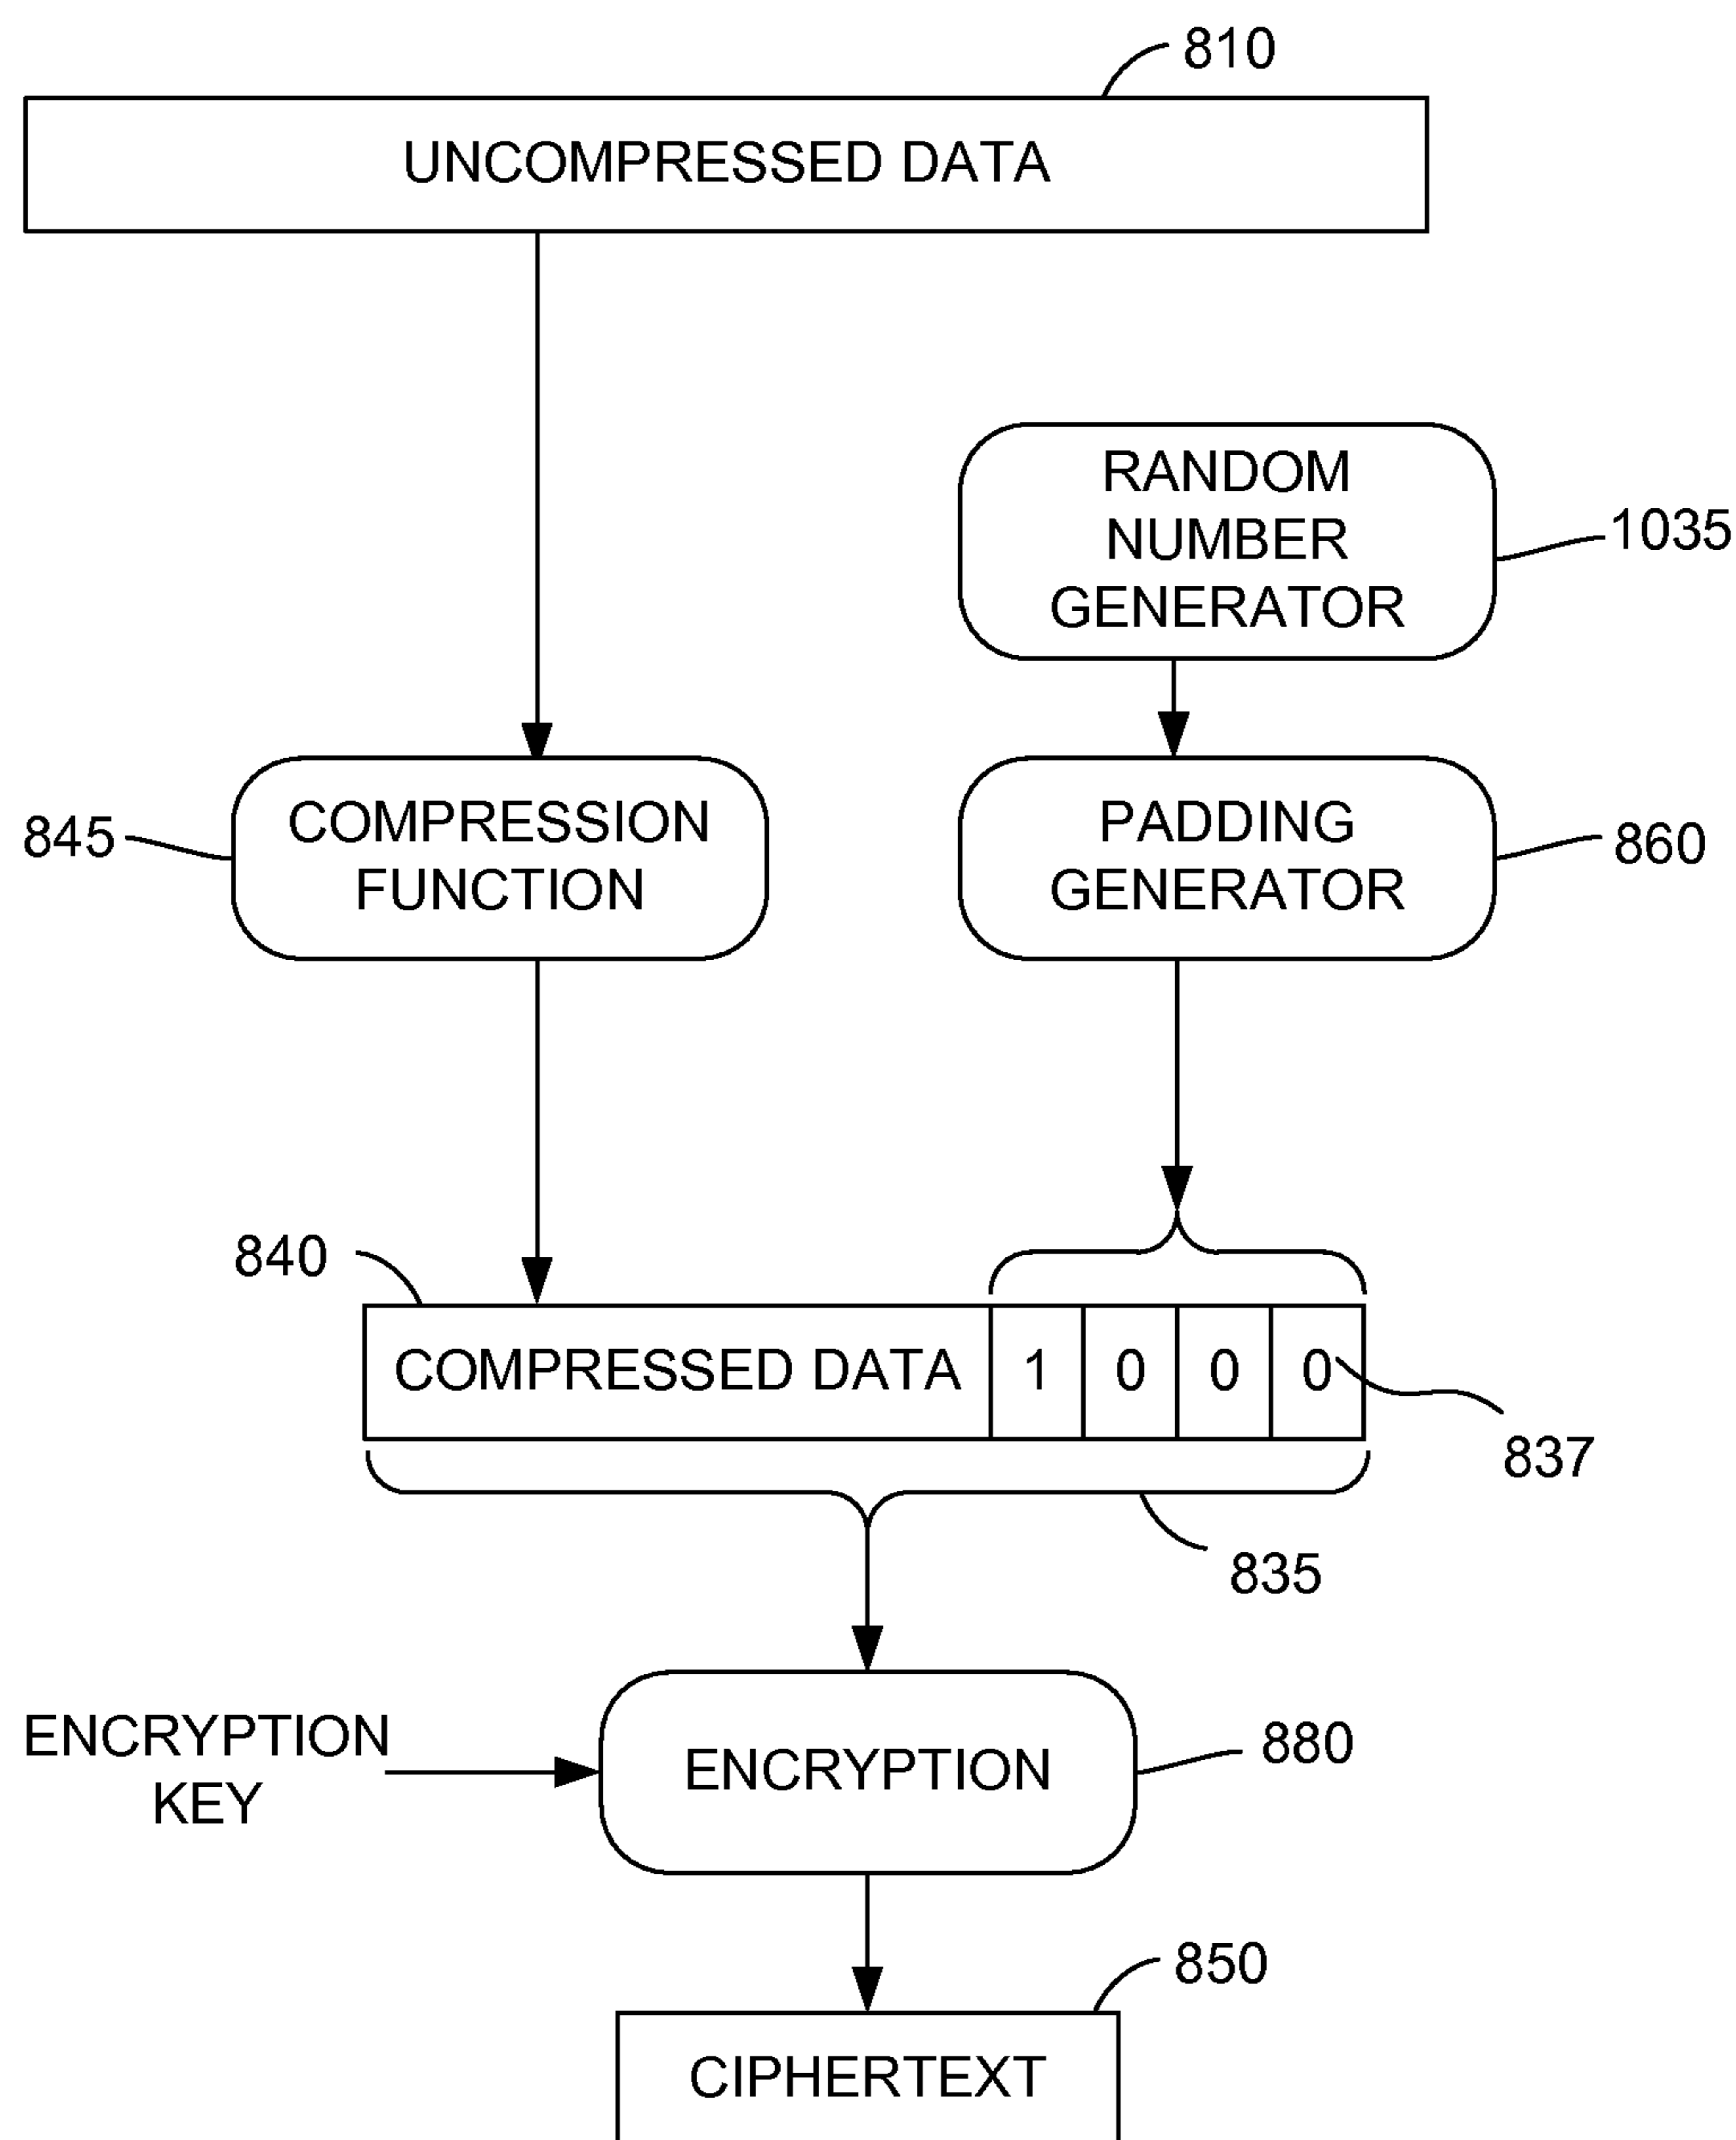 810
UNCOMPRESSED DATA
RANDOM
NUMBER
GENERATOR
1035
845
COMPRESSION
FUNCTION
PADDING
GENERATOR
860
840
COMPRESSED DATA 1 0 0 0
837
835
ENCRYPTION
KEY
ENCRYPTION
880
850
CIPHERTEXT